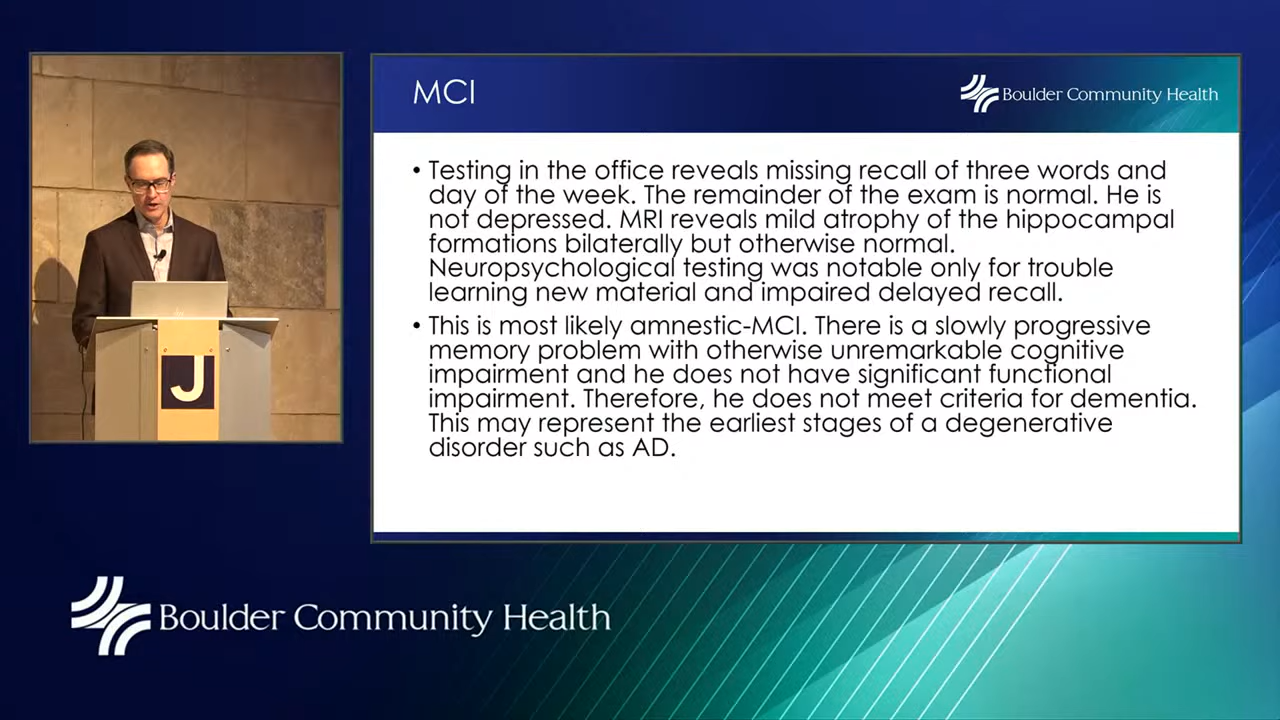 MCI
Boulder Community Health
• Testing in the office reveals missing recall of three words and
day of the week. The remainder of the exam is normal. He is
not depressed. MRI reveals mild atrophy of the hippocampal
formations bilaterally but otherwise normal.
Neuropsychological testing was notable only for trouble
learning new material and impaired delayed recall.
• This is most likely amnestic-MCI. There is a slowly progressive
memory problem with otherwise unremarkable cognitive
impairment and he does not have significant functional
impairment. Therefore, he does not meet criteria for dementia.
This may represent the earliest stages of a degenerative
disorder such as AD.
J
Boulder Community Health